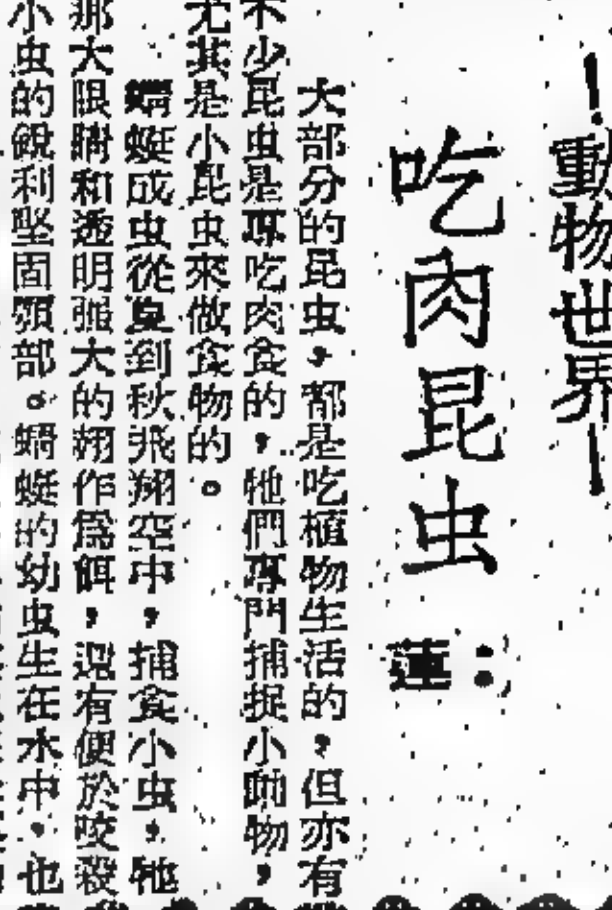 —動物世界—
吃肉昆虫
蓮：
大部分的昆虫，都是吃植物生活的，但亦有
不少昆虫是專吃肉食的，牠們專門捕捉小動物，
尤其是小昆虫來做食物的。
蜻蜓成虫從夏到秋飛翔空中，捕食小虫，牠
那大眼睛和透明強大的翅作爲餌，還有便於咬殺
小虫的銳利堅固顎部。蜻蜓的幼虫生在水中，也